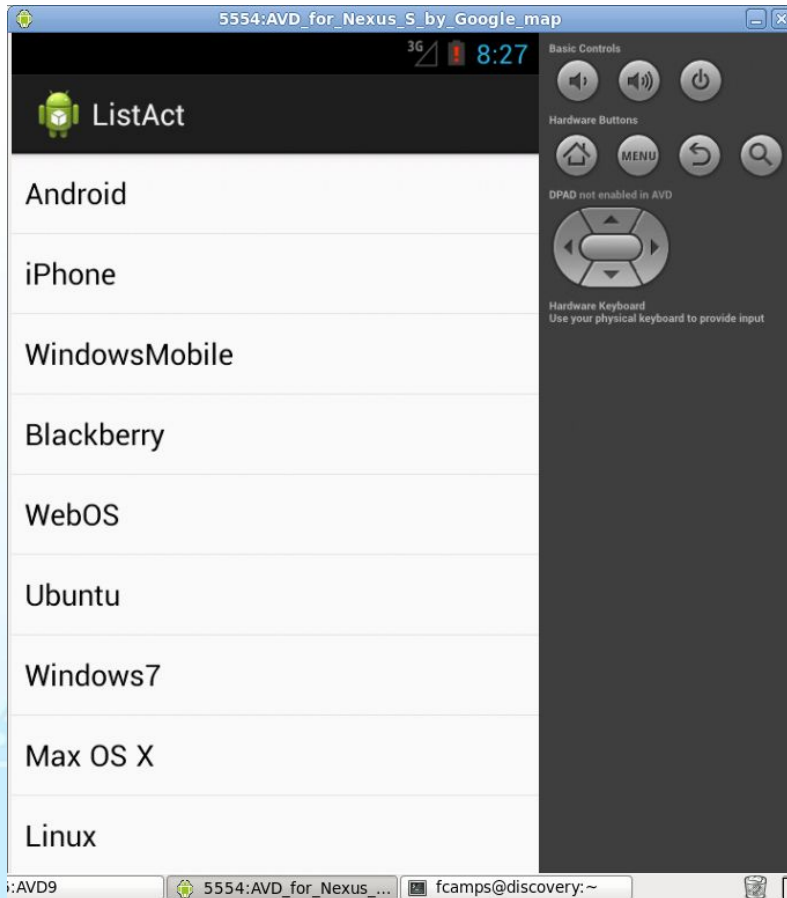 5554:AVD_for_Nexus_S_by_Google_map
3G 8:27
ListAct
Android
iPhone
WindowsMobile
Blackberry
WebOS
Ubuntu
Windows7
Max OS X
Linux
Basic Controls
Hardware Buttons
MENU
DPAD not enabled in AVD
Hardware Keyboard
Use your physical keyboard to provide input
:AVD9
5554:AVD_for_Nexus_...
fcamps@discovery:~